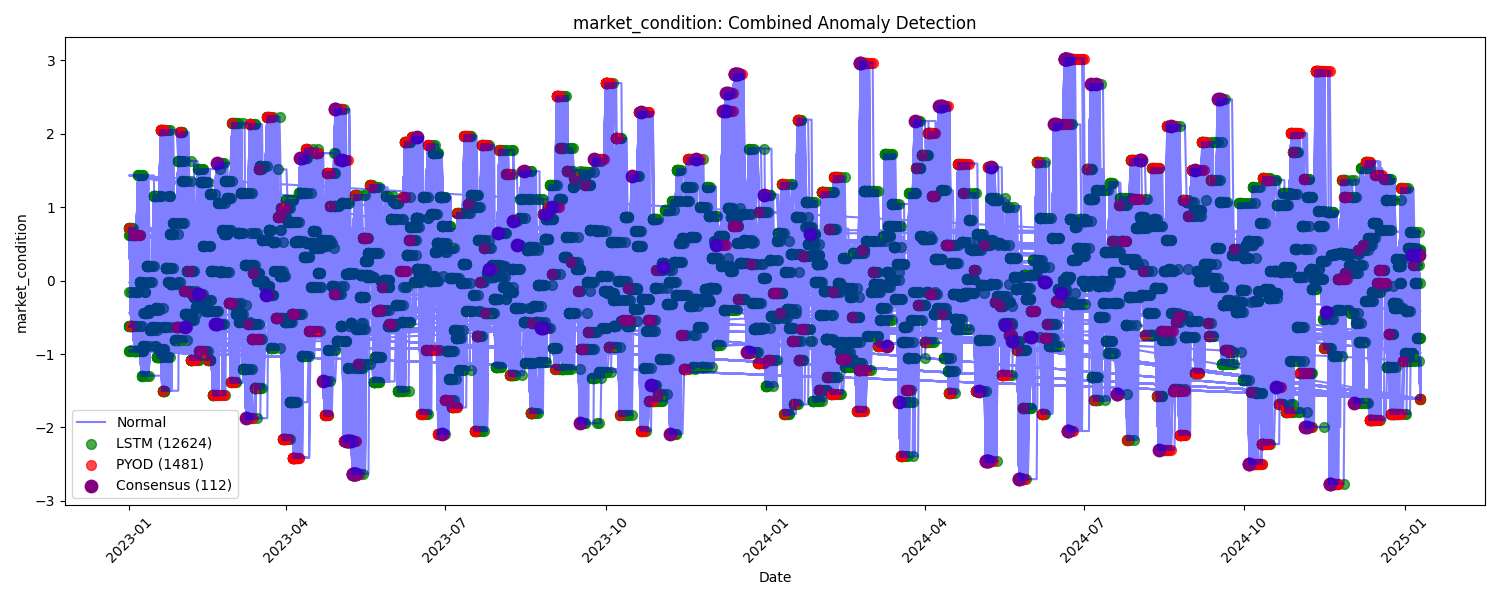 market_condition: Combined Anomaly Detection
market_condition
3
2
1
0
−1
−2
−3
Normal
LSTM (12624)
PYOD (1481)
Consensus (112)
2023-01
2023-04
2023-07
2023-10
2024-01
2024-04
2024-07
2024-10
2025-01
Date